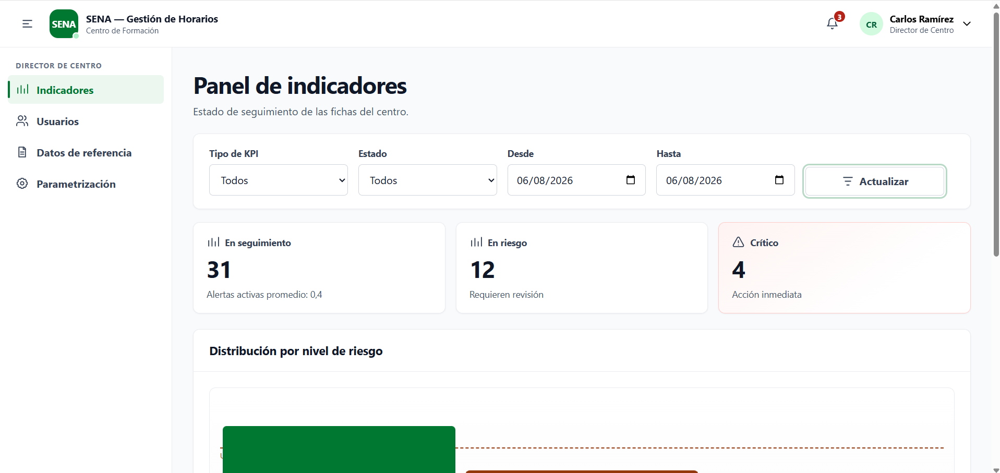 SENA
SENA — Gestión de Horarios
Centro de Formación
3
CR
Carlos Ramírez
Director de Centro
DIRECTOR DE CENTRO
Indicadores
Usuarios
Datos de referencia
Parametrización
Panel de indicadores
Estado de seguimiento de las fichas del centro.
Tipo de KPI
Todos
Estado
Todos
Desde
06/08/2026
Hasta
06/08/2026
Actualizar
En seguimiento
31
Alertas activas promedio: 0,4
En riesgo
12
Requieren revisión
Crítico
4
Acción inmediata
Distribución por nivel de riesgo